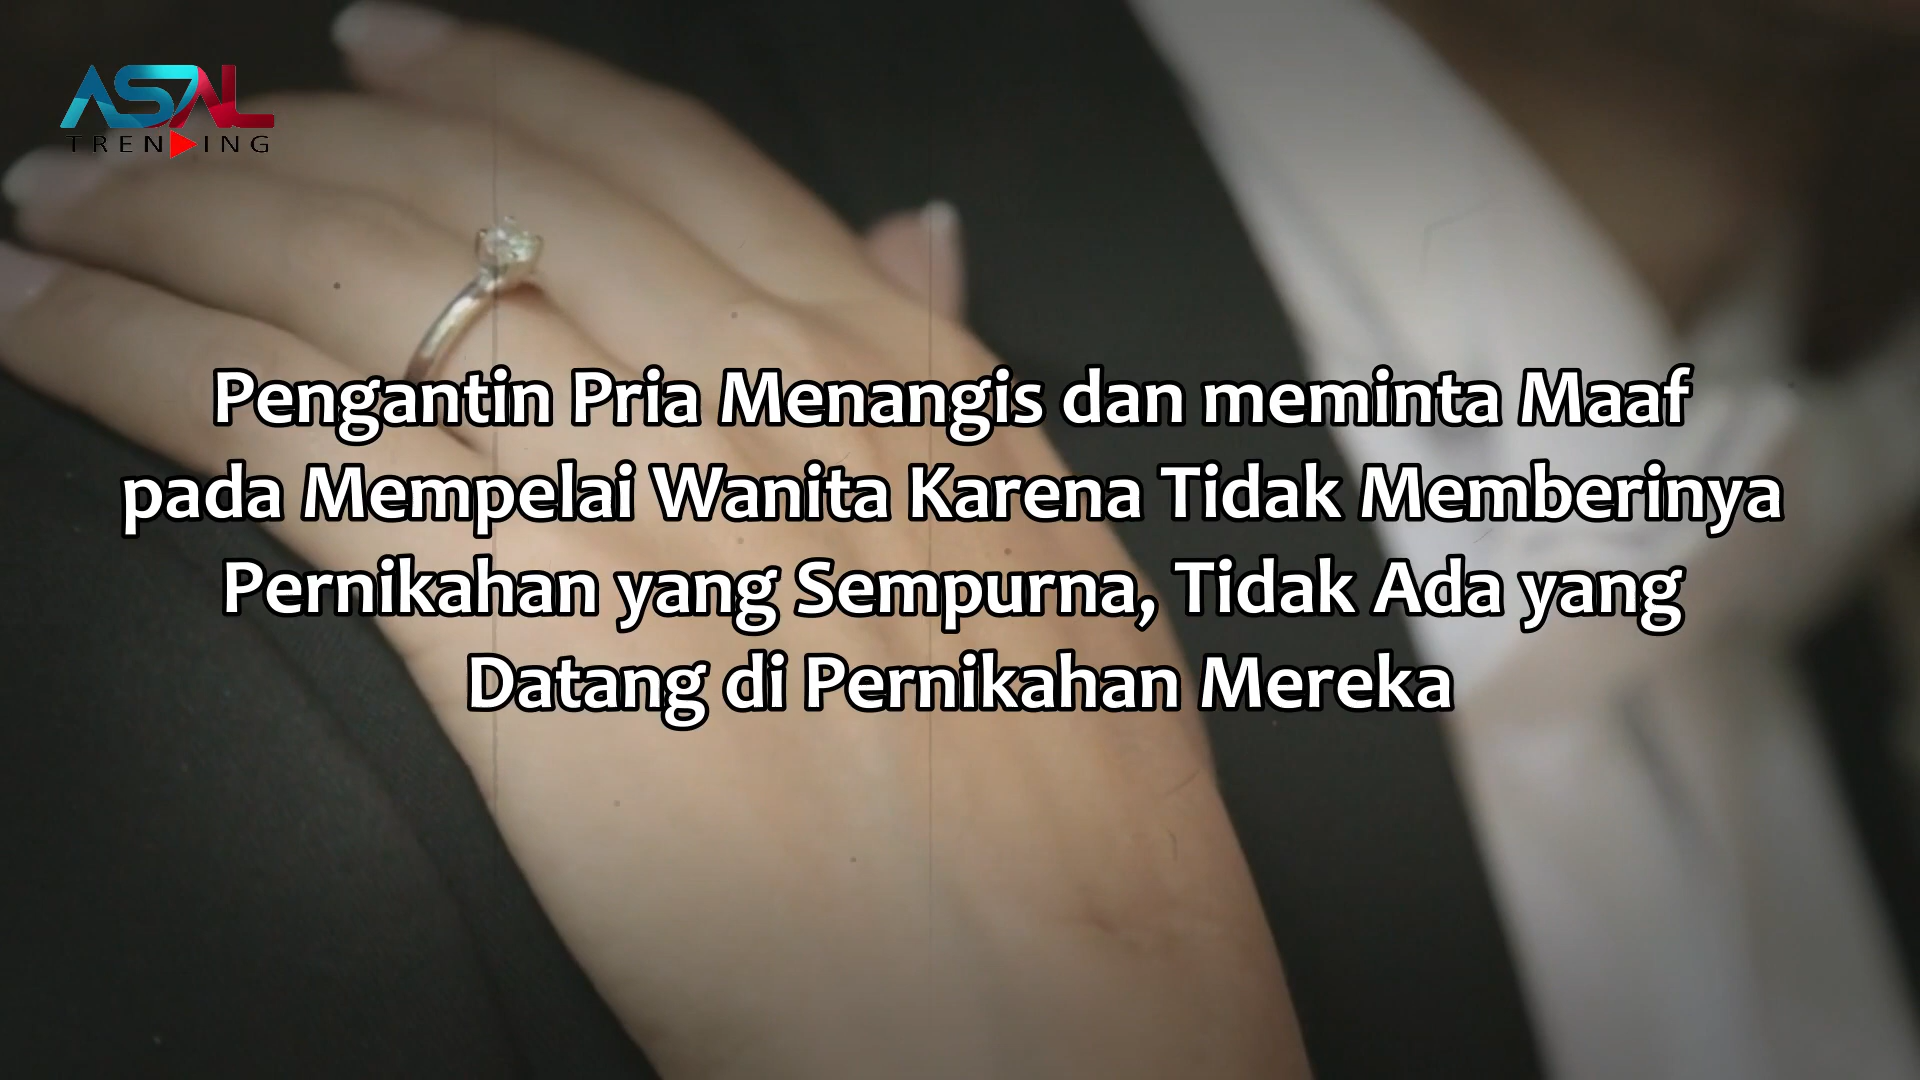 ASAL
TRENDING
Pengantin Pria Menangis dan meminta Maaf
pada Mempelai Wanita Karena Tidak Memberinya
Pernikahan yang Sempurna, Tidak Ada yang
Datang di Pernikahan Mereka